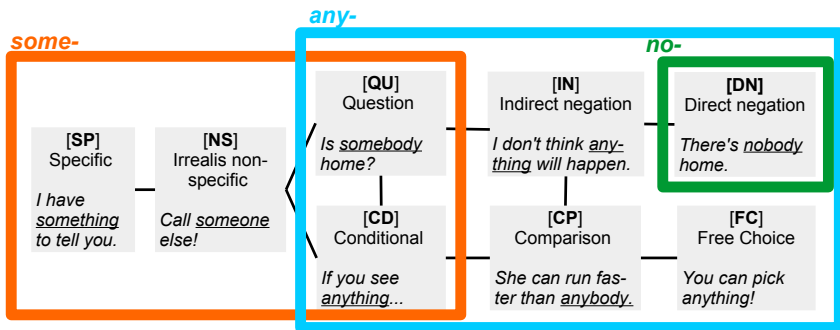 any-
some-
no-
[SP]
Specific
I have
something
to tell you.
[NS]
Irrealis non-
specific
Call someone
else!
[QU]
Question
Is somebody
home?
[IN]
Indirect negation
I don't think any-
thing will happen.
[DN]
Direct negation
There's nobody
home.
[CD]
Conditional
If you see
anything...
[CP]
Comparison
She can run fas-
ter than anybody.
[FC]
Free Choice
You can pick
anything!